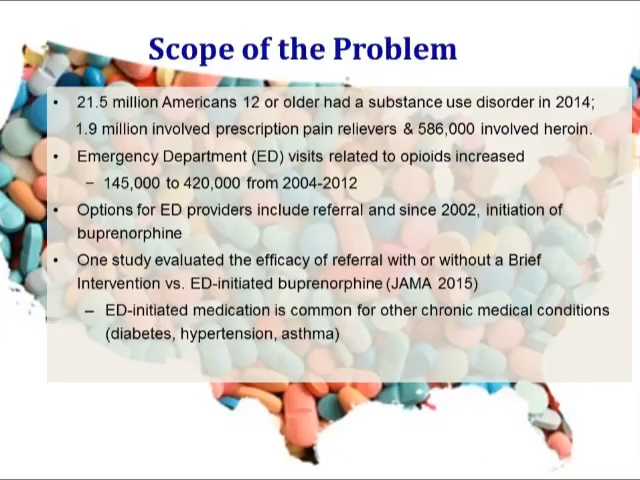 Scope of the Problem
• 21.5 million Americans 12 or older had a substance use disorder in 2014;
1.9 million involved prescription pain relievers & 586,000 involved heroin.
• Emergency Department (ED) visits related to opioids increased
– 145,000 to 420,000 from 2004-2012
• Options for ED providers include referral and since 2002, initiation of
buprenorphine
• One study evaluated the efficacy of referral with or without a Brief
Intervention vs. ED-initiated buprenorphine (JAMA 2015)
– ED-initiated medication is common for other chronic medical conditions
(diabetes, hypertension, asthma)